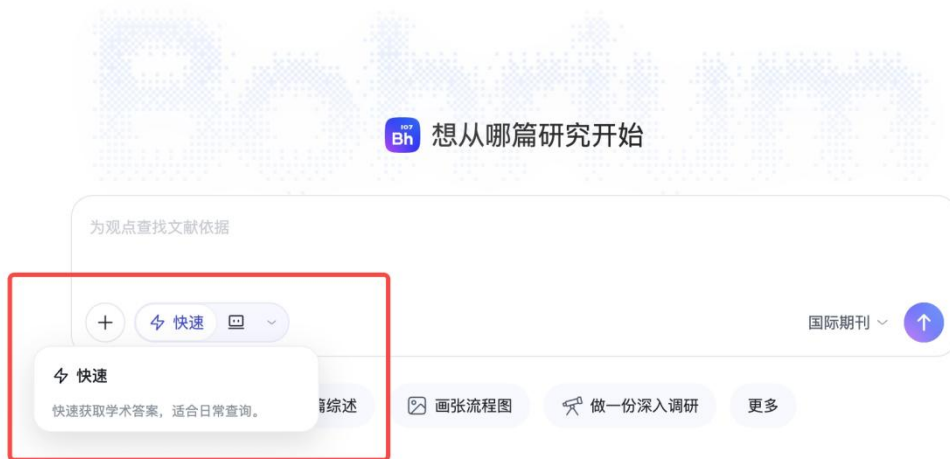 Bohrium
107
Bh
想从哪篇研究开始
为观点查找文献依据
快速
国际期刊
快速
快速获取学术答案，适合日常查询。
篇综述
画张流程图
做一份深入调研
更多